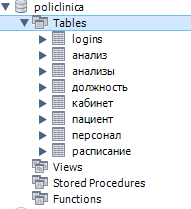 policlinica
Tables
logins
анализ
анализы
должность
кабинет
пациент
персонал
расписание
Views
Stored Procedures
Functions